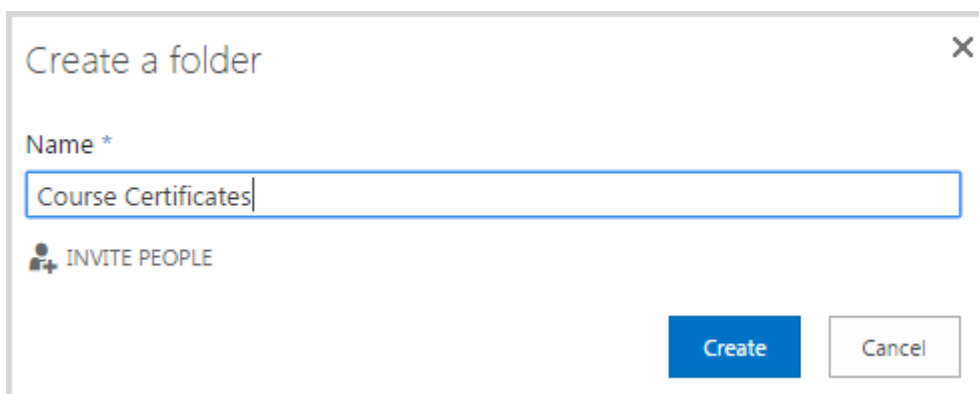 Create a folder
Name *
Course Certificates
INVITE PEOPLE
Create
Cancel